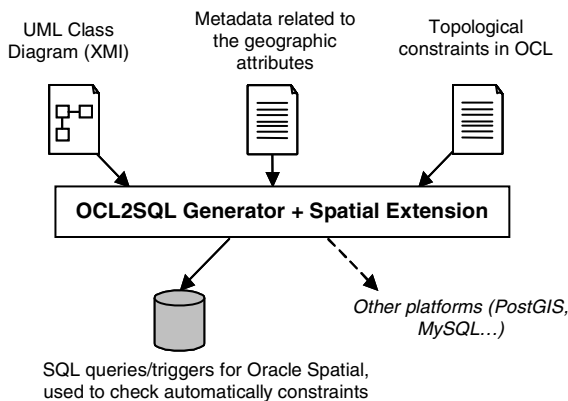 UML Class
Diagram (XMI)
Metadata related to
the geographic
attributes
Topological
constraints in OCL
OCL2SQL Generator + Spatial Extension
Other platforms (PostGIS,
MySQL…)
SQL queries/triggers for Oracle Spatial,
used to check automatically constraints